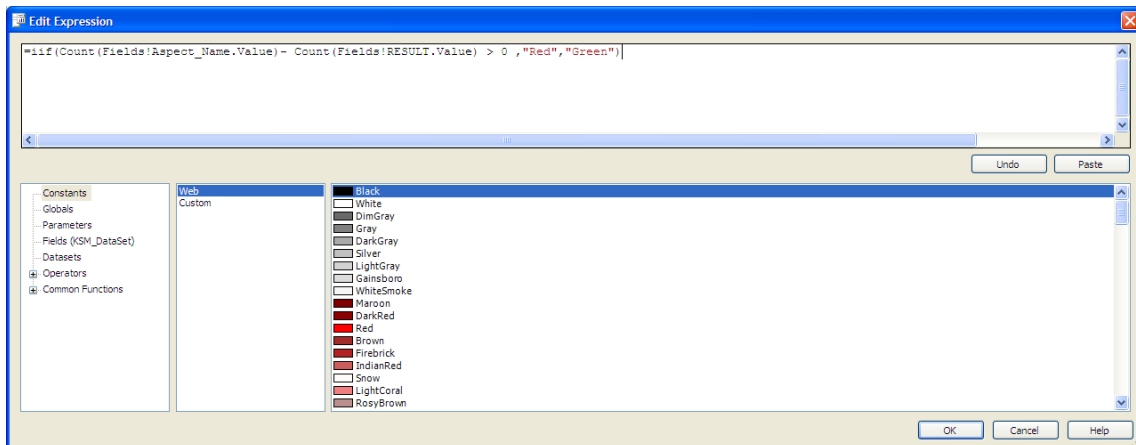 Edit Expression
=iif(Count(Fields!Aspect_Name.Value)- Count(Fields!RESULT.Value) > 0 ,"Red","Green")
Undo
Paste
Constants
Globals
Parameters
Fields (KSM_DataSet)
Datasets
Operators
Common Functions
Web
Custom
Black
White
DimGray
Gray
DarkGray
Silver
LightGray
Gainsboro
WhiteSmoke
Maroon
DarkRed
Red
Brown
Firebrick
IndianRed
Snow
LightCoral
RosyBrown
OK
Cancel
Help